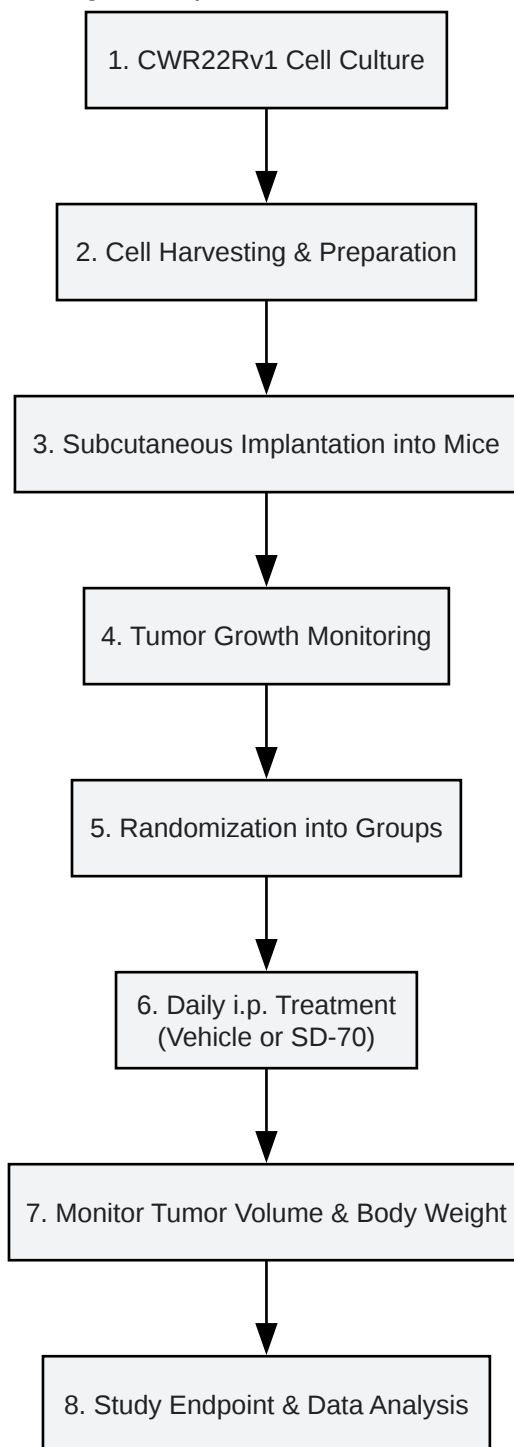 1. CWR22Rv1 Cell Culture
2. Cell Harvesting & Preparation
3. Subcutaneous Implantation into Mice
4. Tumor Growth Monitoring
5. Randomization into Groups
6. Daily i.p. Treatment
(Vehicle or SD-70)
7. Monitor Tumor Volume & Body Weight
8. Study Endpoint & Data Analysis